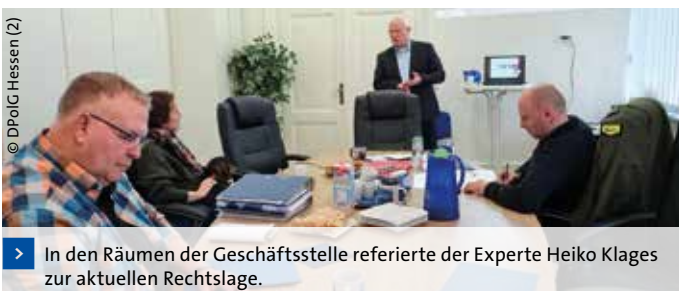 © DPolG Hessen (2)
In den Räumen der Geschäftsstelle referierte der Experte Heiko Klages
zur aktuellen Rechtslage.